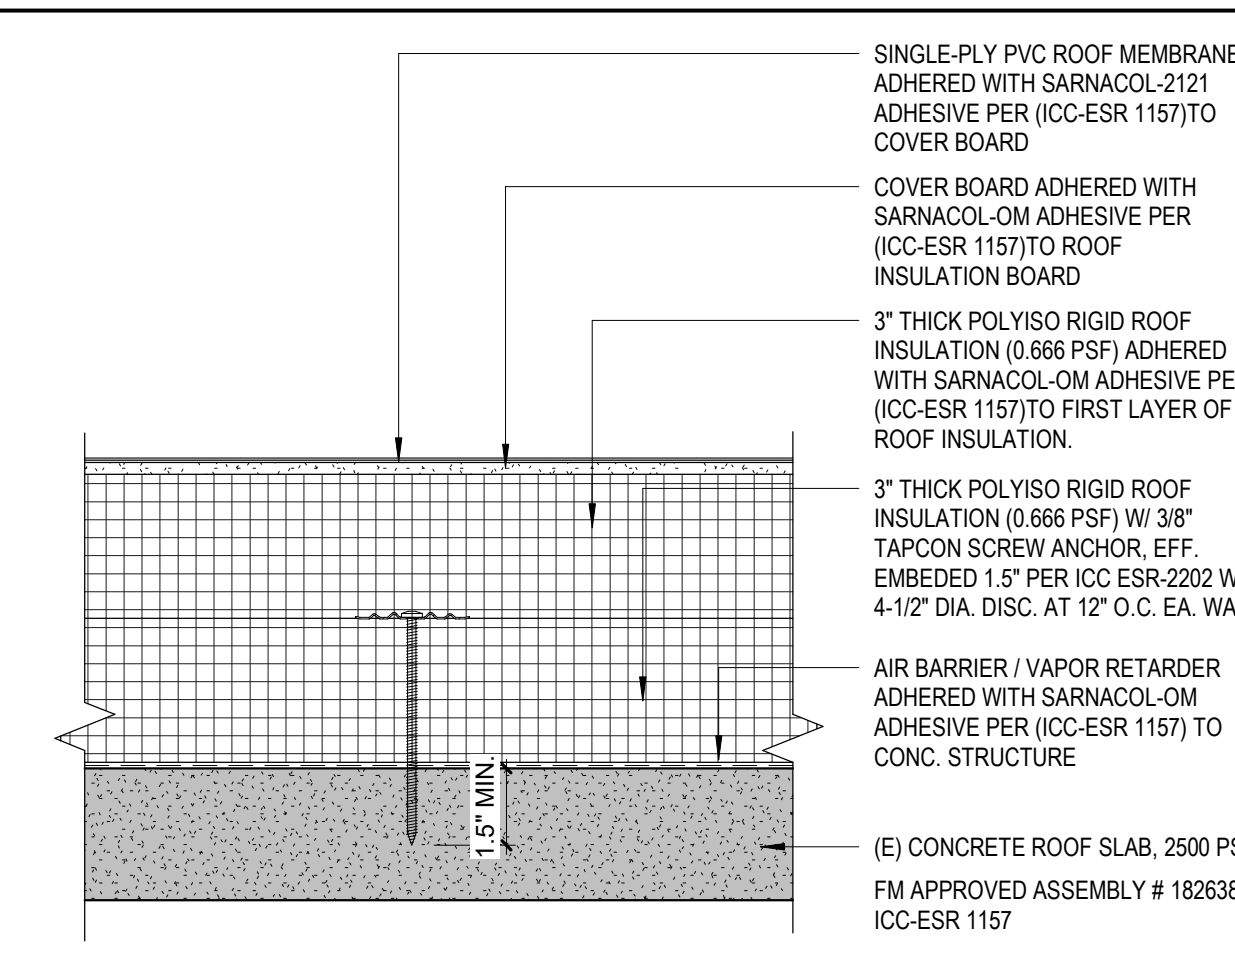 SINGLE-PLY PVC ROOF MEMBRANE
ADHERED WITH SARNACOL-2121
ADHESIVE PER (ICC-ESR 1157)TO
COVER BOARD
COVER BOARD ADHERED WITH
SARNACOL-OM ADHESIVE PER
(ICC-ESR 1157)TO ROOF
INSULATION BOARD
3" THICK POLYISO RIGID ROOF
INSULATION (0.666 PSF) ADHERED
WITH SARNACOL-OM ADHESIVE
(ICC-ESR 1157)TO FIRST LAYER OF
ROOF INSULATION.
3" THICK POLYISO RIGID ROOF
INSULATION (0.666 PSF) W/ 3/8"
TAPCON SCREW ANCHOR, EFF.
EMBEDED 1.5" PER ICC ESR-2202
4-1/2" DIA. DISC. AT 12" O.C. EA.
AIR BARRIER / VAPOR RETARDER
ADHERED WITH SARNACOL-OM
ADHESIVE PER (ICC-ESR 1157) TO
CONC. STRUCTURE
1.5" MIN.
(E) CONCRETE ROOF SLAB, 2500
FM APPROVED ASSEMBLY # 182638
ICC-ESR 1157